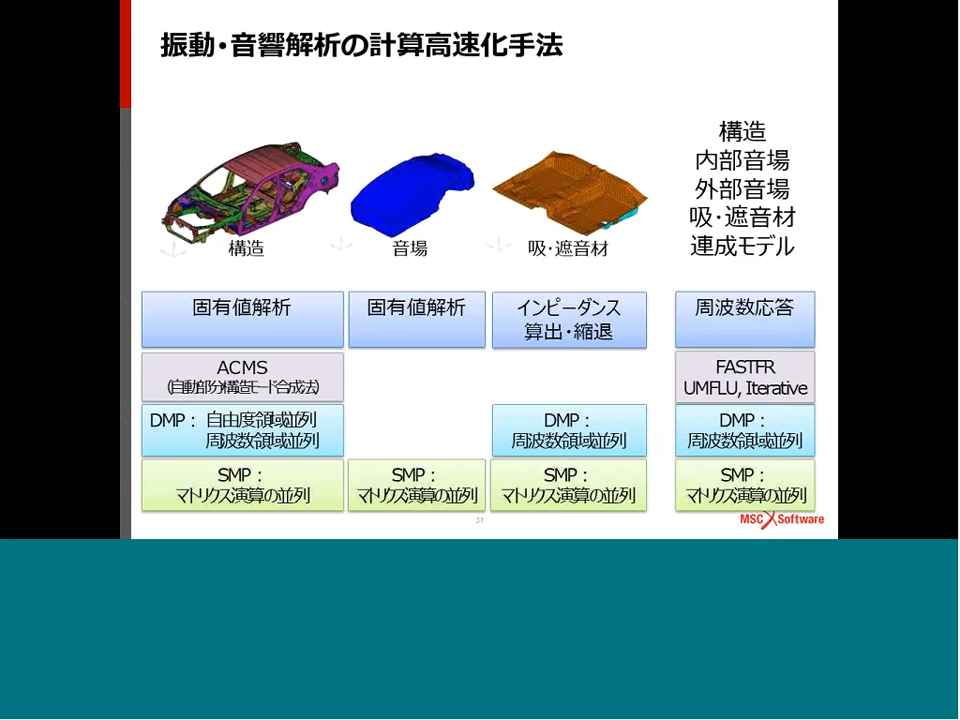 振動・音響解析の計算高速化手法
構造
内部音場
外部音場
吸・遮音材
連成モデル
構造
音場
吸・遮音材
固有値解析
固有値解析
インピーダンス
算出・縮退
周波数応答
ACMS
(自動部分構造モード合成法)
FASTFR
UMFLU, Iterative
DMP： 自由度領域並列
周波数領域並列
DMP：
周波数領域並列
DMP：
周波数領域並列
SMP：
マトリクス演算の並列
SMP：
マトリクス演算の並列
SMP：
マトリクス演算の並列
SMP：
マトリクス演算の並列
31
MSC Software